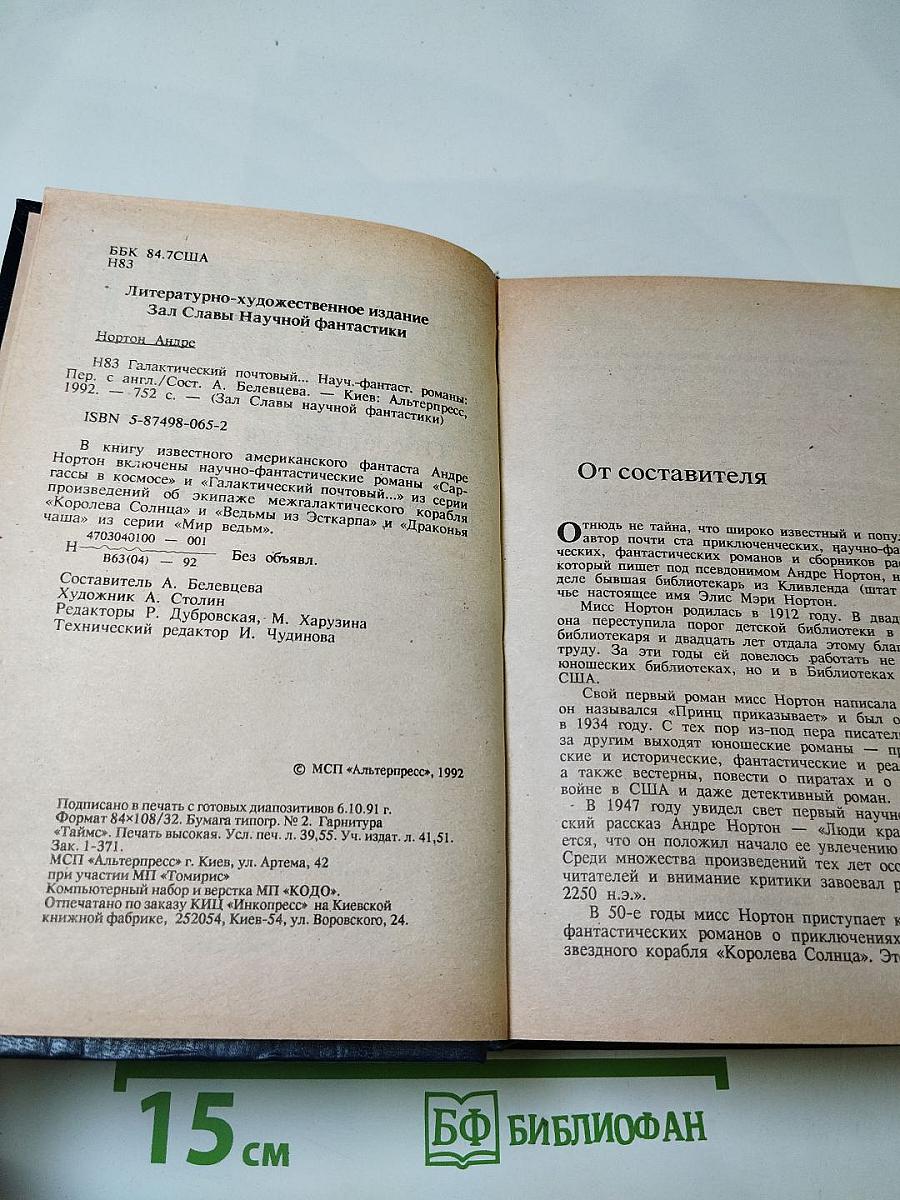 ББК 84.7США
Н83
Литературно-художественное издание
Зал Славы Научной фантастики
Нортон Андре
Н83 Галактический почтовый... Науч.-фантаст. романы:
Пер. с англ./Сост. А. Белевцева. — Киев: Альтерпресс,
1992. — 752 с. — (Зал Славы научной фантастики)
ISBN 5-87498-065-2
В книгу известного американского фантаста Андре
Нортон включены научно-фантастические романы «Сар-
гассы в космосе» и «Галактический почтовый...» из серии
произведений об экипаже межгалактического корабля
«Королева Солнца» и «Ведьмы из Эсткарпа» и «Драконья
чаша» из серии «Мир ведьм».
Н 4703040100 — 001
В63(04) — 92 Без объявл.
Составитель А. Белевцева
Художник А. Столин
Редакторы Р. Дубровская, М. Харузина
Технический редактор И. Чудинова
© МСП «Альтерпресс», 1992
Подписано в печать с готовых диапозитивов 6.10.91 г.
Формат 84×108/32. Бумага типогр. № 2. Гарнитура
«Таймс». Печать высокая. Усл. печ. л. 39,55. Уч. издат. л. 41,51.
Зак. 1-371.
МСП «Альтерпресс» г. Киев, ул. Артема, 42
при участии МП «Томирис»
Компьютерный набор и верстка МП «КОДО».
Отпечатано по заказу КИЦ «Инкопресс» на Киевской
книжной фабрике, 252054, Киев-54, ул. Воровского, 24.
От составителя
Отнюдь не тайна, что широко известный и попул
автор почти ста приключенческих, научно-фа
ческих, фантастических романов и сборников рас
который пишет под псевдонимом Андре Нортон, н
деле бывшая библиотекарь из Кливленда (штат
чье настоящее имя Элис Мэри Нортон.
Мисс Нортон родилась в 1912 году. В двад
она переступила порог детской библиотеки в
библиотекаря и двадцать лет отдала этому благ
труду. За эти годы ей довелось работать не
юношеских библиотеках, но и в Библиотеках
США.
Свой первый роман мисс Нортон написала
он назывался «Принц приказывает» и был о
в 1934 году. С тех пор из-под пера писател
за другим выходят юношеские романы — пр
ские и исторические, фантастические и реа
а также вестерны, повести о пиратах и о
войне в США и даже детективный роман.
В 1947 году увидел свет первый научно
ский рассказ Андре Нортон — «Люди кра
ется, что он положил начало ее увлечению
Среди множества произведений тех лет осо
читателей и внимание критики завоевал р
2250 н.э.».
В 50-е годы мисс Нортон приступает к
фантастических романов о приключениях
звездного корабля «Королева Солнца». Эт
15 см
БФ БИБЛИОФАН